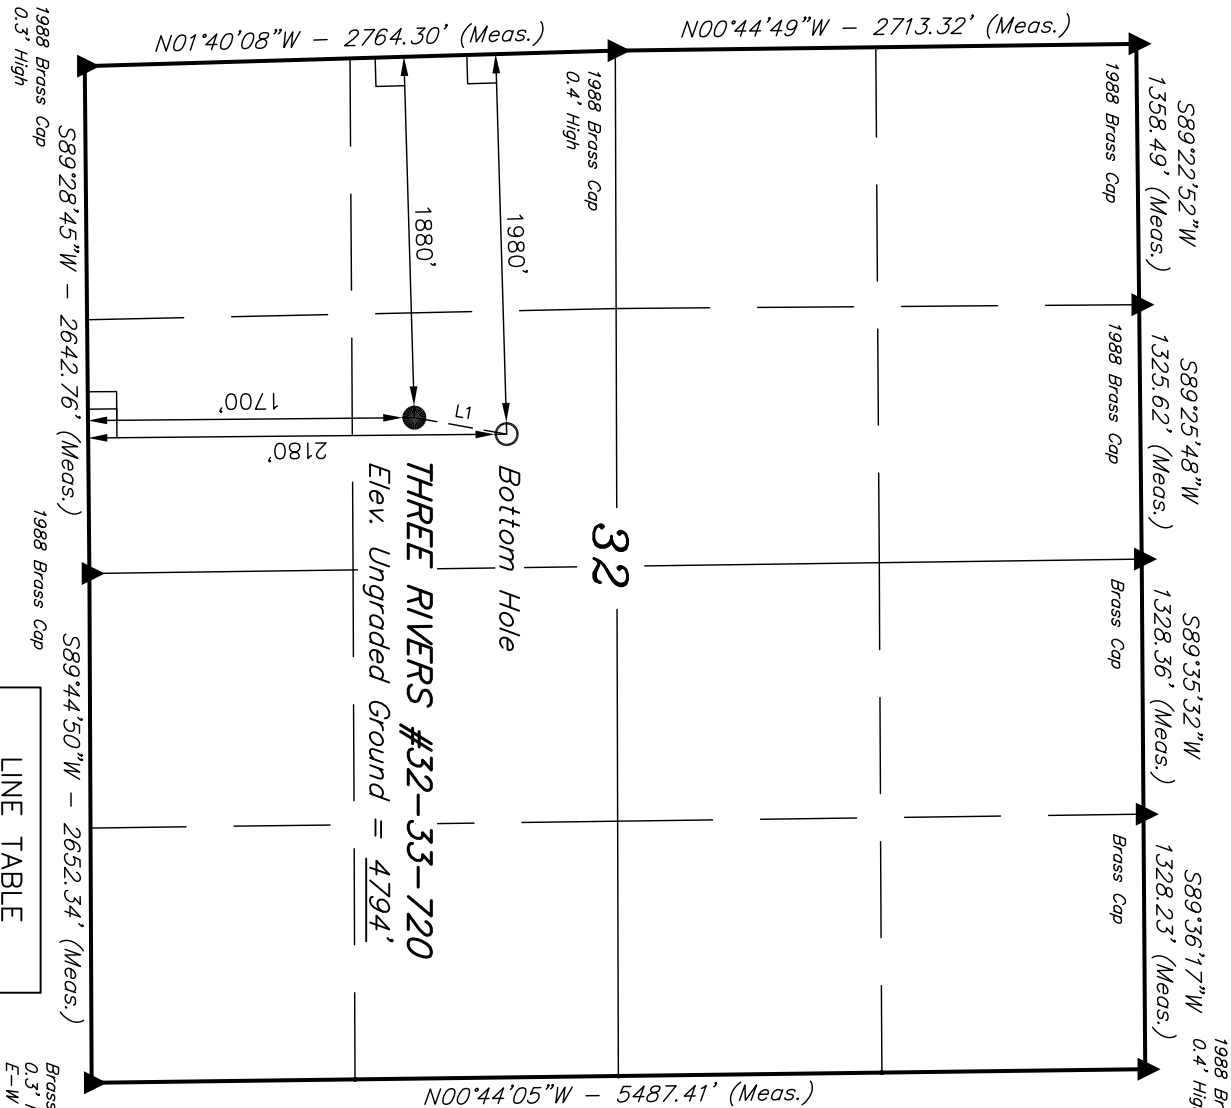 N01°40'08"W - 2764.30' (Meas.)
N00°44'49"W - 2713.32' (Meas.)
S89°22'52"W
1358.49' (Meas.)
S89°25'48"W
1325.62' (Meas.)
S89°35'32"W
1328.36' (Meas.)
S89°36'17"W
1328.23' (Meas.)
1988
0.4'
1988 Brass Cap
1988 Brass Cap
Brass Cap
Brass Cap
1988 Brass Cap
0.4' High
1988 Brass Cap
0.3' High
1980'
1880'
L1
1700'
2180'
32
Bottom Hole
THREE RIVERS #32-33-720
Elev. Ungraded Ground = 4794'
S89°28'45"W - 2642.76' (Meas.)
1988 Brass Cap
S89°44'50"W - 2652.34' (Meas.)
LINE TABLE
Brass
0.3'
E-W
N00°44'05"W - 5487.41' (Meas.)